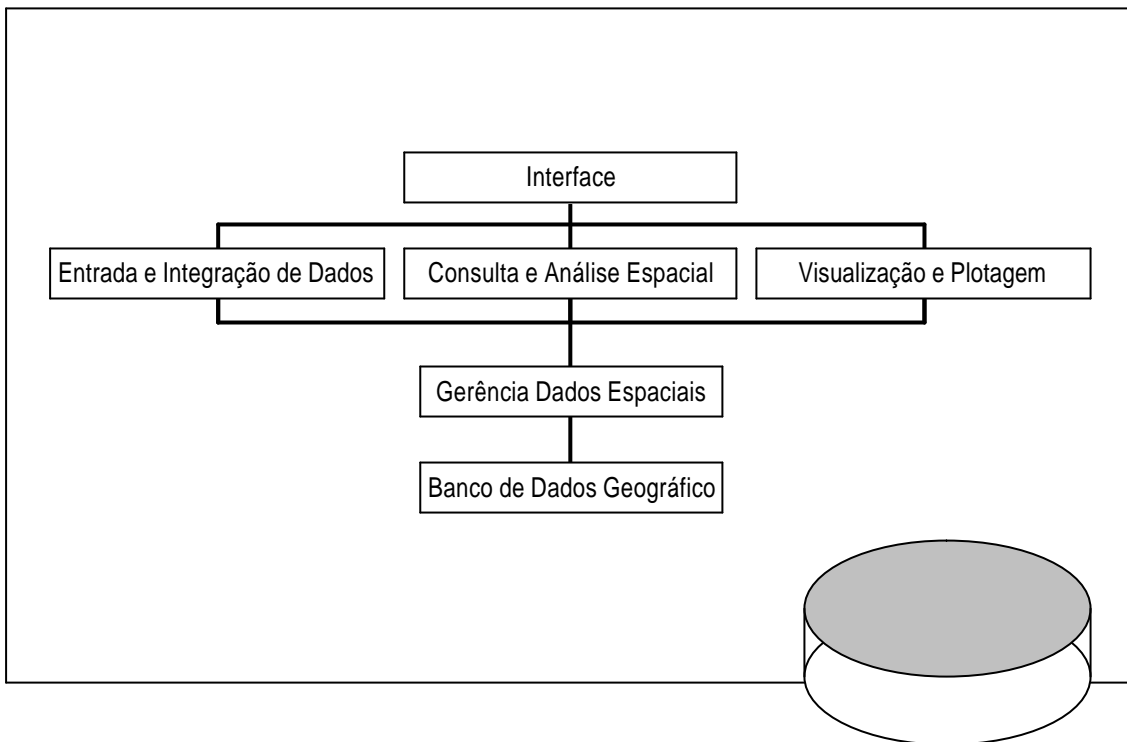 Interface
Entrada e Integração de Dados
Consulta e Análise Espacial
Visualização e Plotagem
Gerência Dados Espaciais
Banco de Dados Geográfico